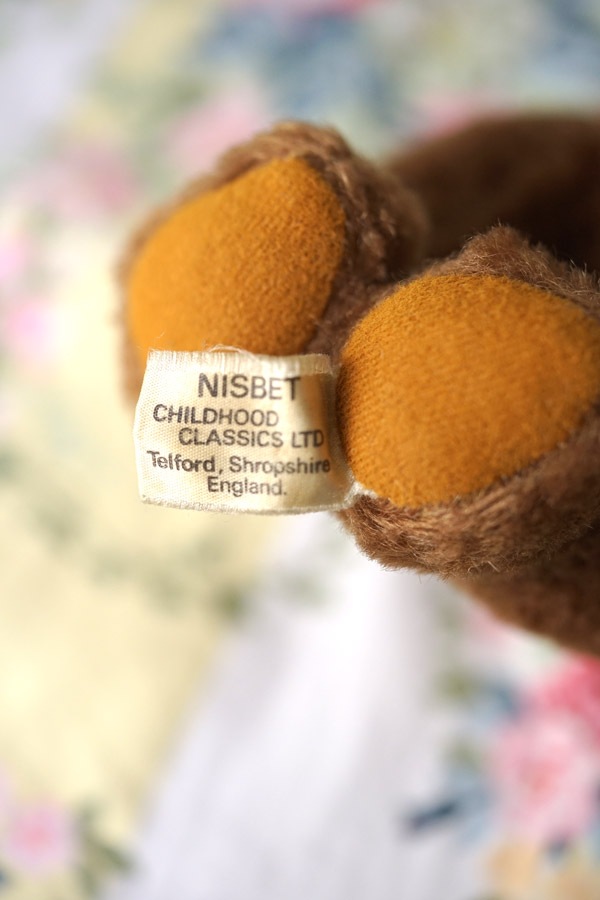 NISBET
CHILDHOOD
CLASSICS LTD
Telford, Shropshire
England.